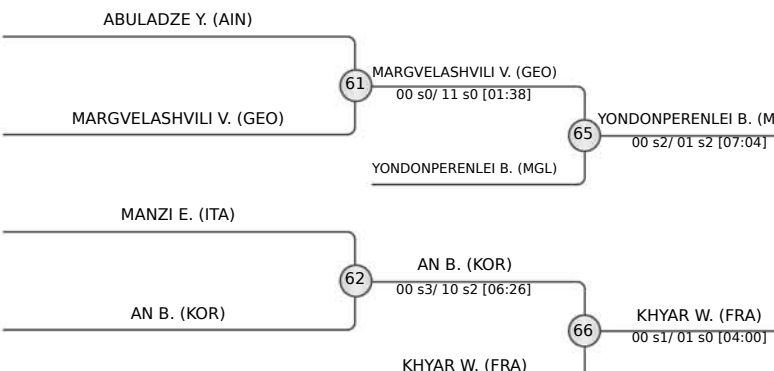 ABULADZE Y. (AIN)
61
MARGVELASHVILI V. (GEO)
00 s0/ 11 s0 [01:38]
MARGVELASHVILI V. (GEO)
65
YONDONPERENLEI B. (M
00 s2/ 01 s2 [07:04]
YONDONPERENLEI B. (MGL)
MANZI E. (ITA)
62
AN B. (KOR)
00 s3/ 10 s2 [06:26]
AN B. (KOR)
66
KHYAR W. (FRA)
00 s1/ 01 s0 [04:00]
KHYAR W. (FRA)